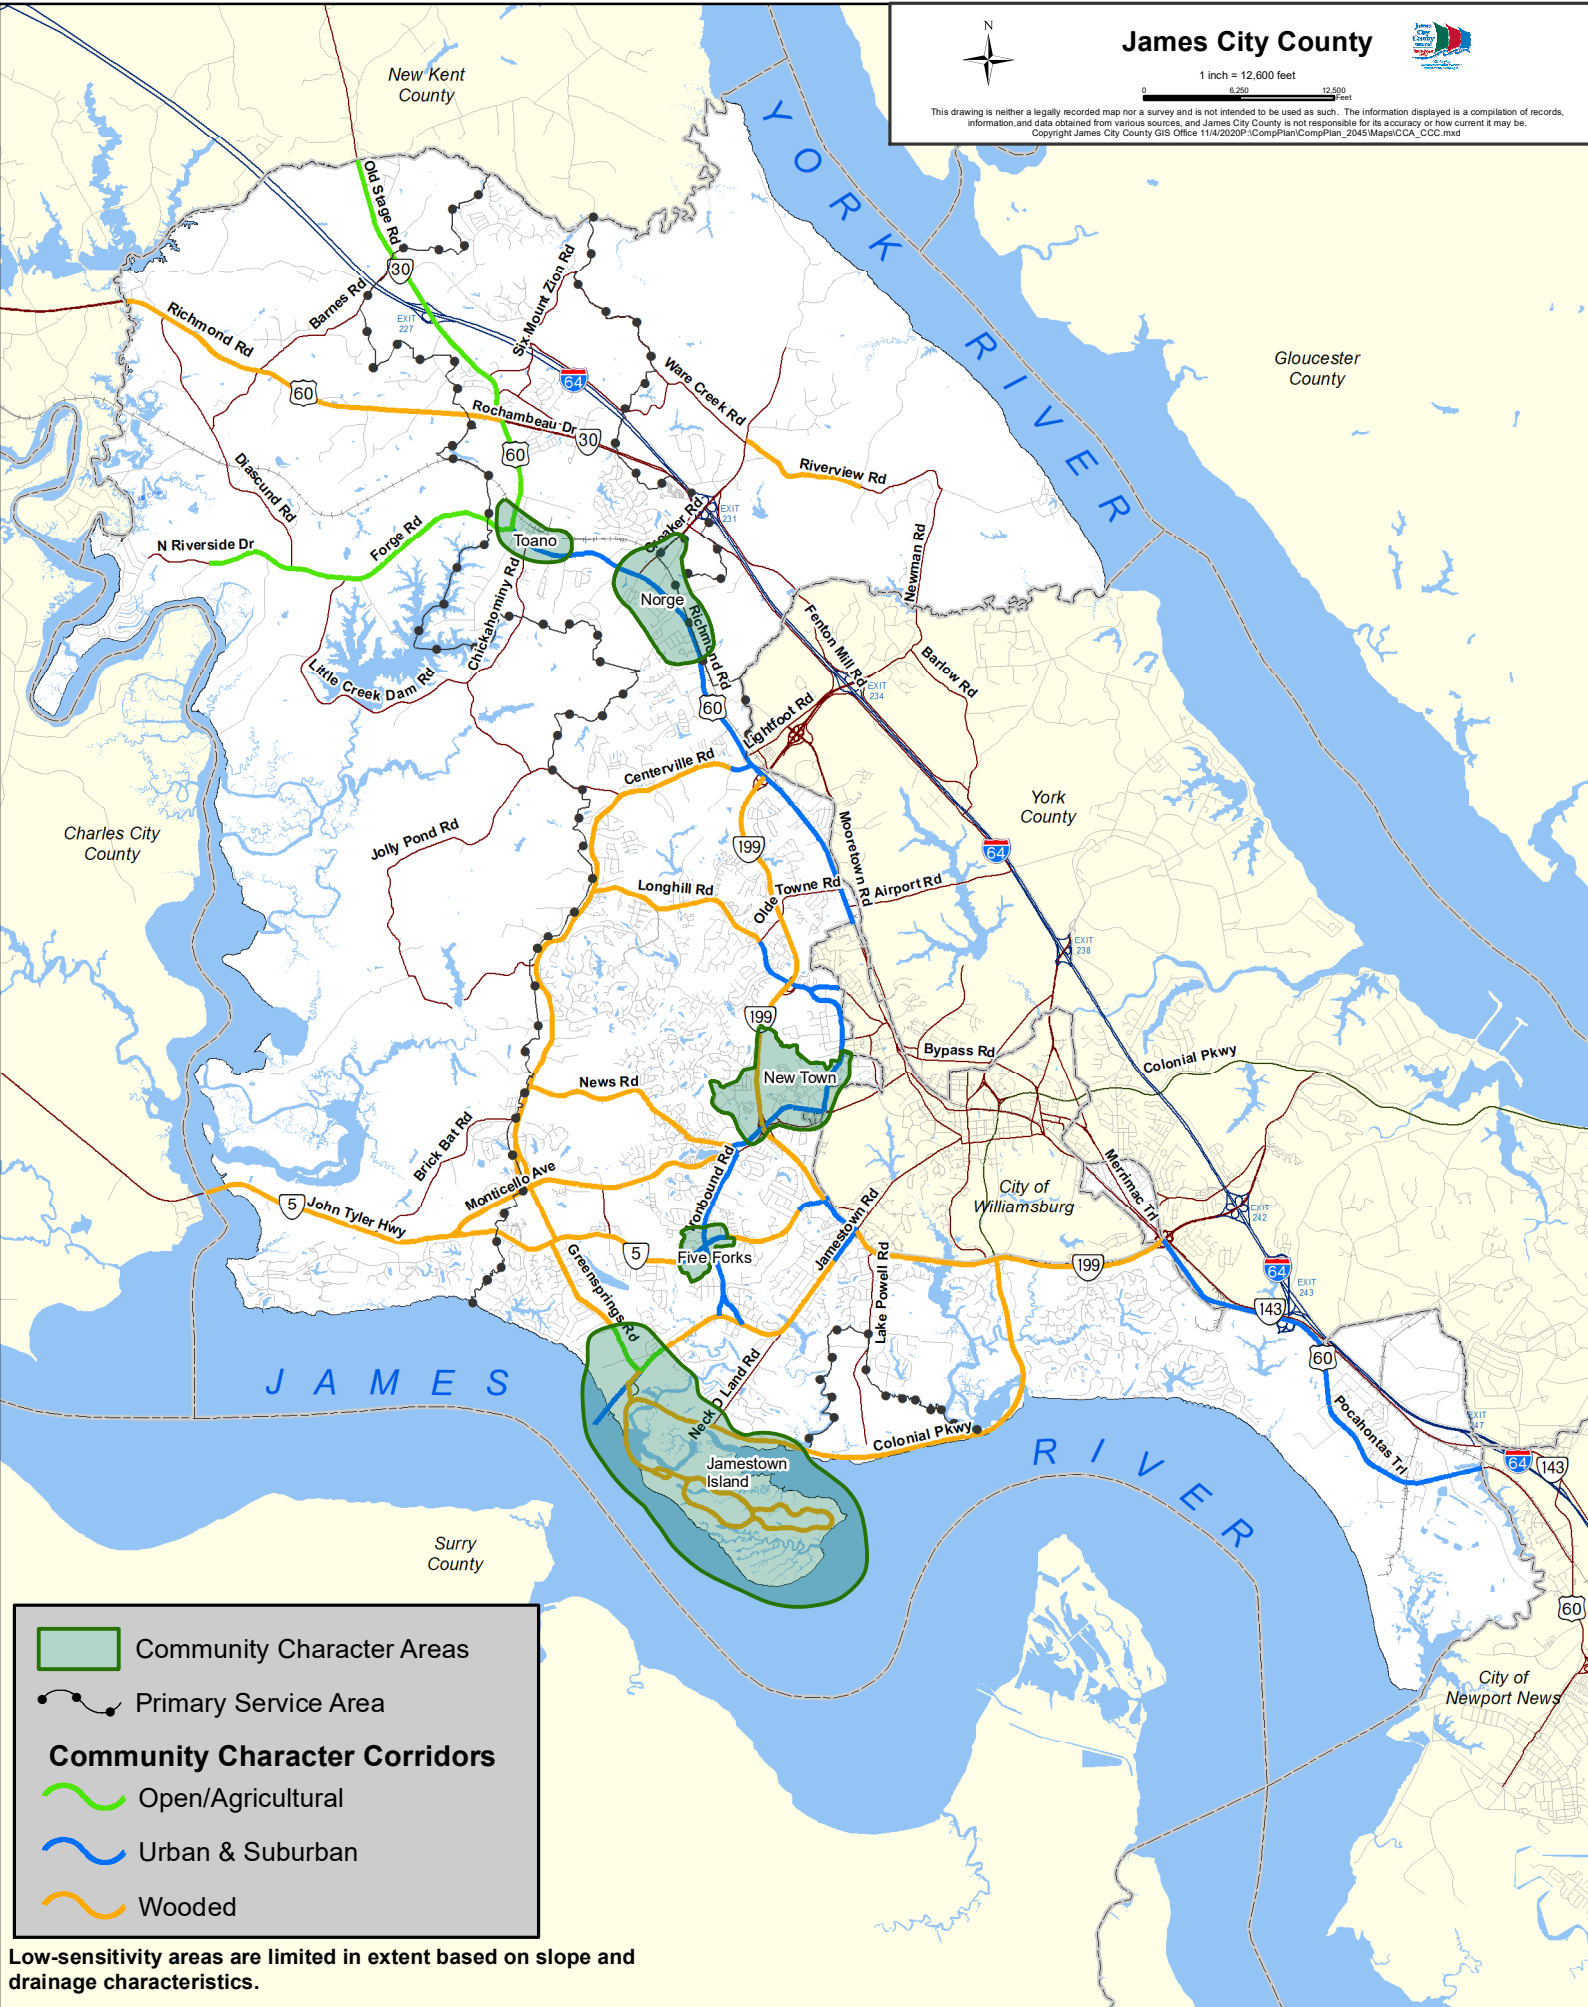 James City County
N
1 inch = 12,600 feet
0 6,250 12,500
Feet
This drawing is neither a legally recorded map nor a survey and is not intended to be used as such. The information displayed is a compilation of records,
information,and data obtained from various sources, and James City County is not responsible for its accuracy or how current it may be.
Copyright James City County GIS Office 11/4/2020P:\CompPlan\CompPlan_2045\Maps\CCA_CCC.mxd
New Kent
County
YORK
RIVER
Old Stage Rd
30
Barnes Rd
EXIT
227
Six Mount Zion Rd
Richmond Rd
60
64
Ware Creek Rd
Gloucester
County
Rochambeau Dr
30
60
Riverview Rd
Diascund Rd
EXIT
231
Croaker Rd
Forge Rd
N Riverside Dr
Toano
Newman Rd
Chickahominy Rd
Norge
Richmond Rd
Fenton Mill Rd
Barlow Rd
Little Creek Dam Rd
EXIT
234
60
Lightfoot Rd
Centerville Rd
York
County
Charles City
County
Jolly Pond Rd
Mooretown Rd
199
64
Longhill Rd
Olde Towne Rd
Airport Rd
EXIT
238
199
Bypass Rd
Colonial Pkwy
New Town
News Rd
Brick Bat Rd
Monticello Ave
Merrimac Trl
City of
Williamsburg
5
John Tyler Hwy
Jamestown Rd
EXIT
242
Five Forks
5
Greensprings Rd
Lake Powell Rd
199
64
EXIT
243
143
60
JAMES
Neck O Land Rd
Pocahontas Trl
EXIT
247
Colonial Pkwy
RIVER
64
143
Jamestown
Island
Surry
County
60
City of
Newport News
Community Character Areas
Primary Service Area
Community Character Corridors
Open/Agricultural
Urban & Suburban
Wooded
Low-sensitivity areas are limited in extent based on slope and
drainage characteristics.